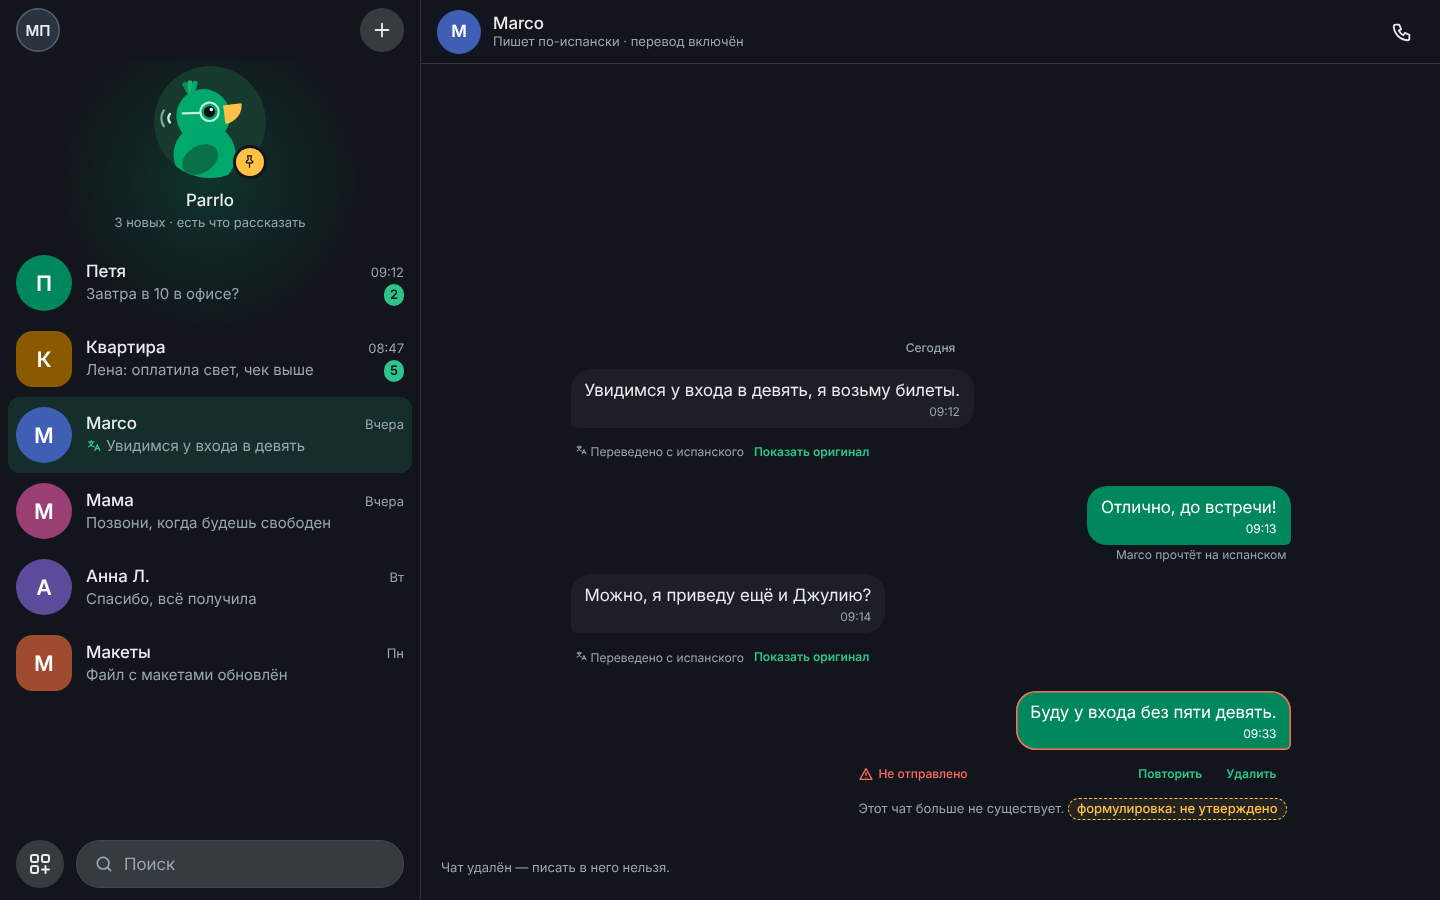 МП
Parrlo
3 новых · есть что рассказать
П
Петя
09:12
Завтра в 10 в офисе?
2
К
Квартира
08:47
Лена: оплатила свет, чек выше
5
M
Marco
Вчера
Увидимся у входа в девять
М
Мама
Вчера
Позвони, когда будешь свободен
А
Анна Л.
Вт
Спасибо, всё получила
М
Макеты
Пн
Файл с макетами обновлён
Поиск
M
Marco
Пишет по-испански · перевод включён
Сегодня
Увидимся у входа в девять, я возьму билеты.
09:12
Переведено с испанского Показать оригинал
Отлично, до встречи!
09:13
Marco прочтёт на испанском
Можно, я приведу ещё и Джулию?
09:14
Переведено с испанского Показать оригинал
Буду у входа без пяти девять.
09:33
Не отправлено Повторить Удалить
Этот чат больше не существует. формулировка: не утверждено
Чат удалён — писать в него нельзя.